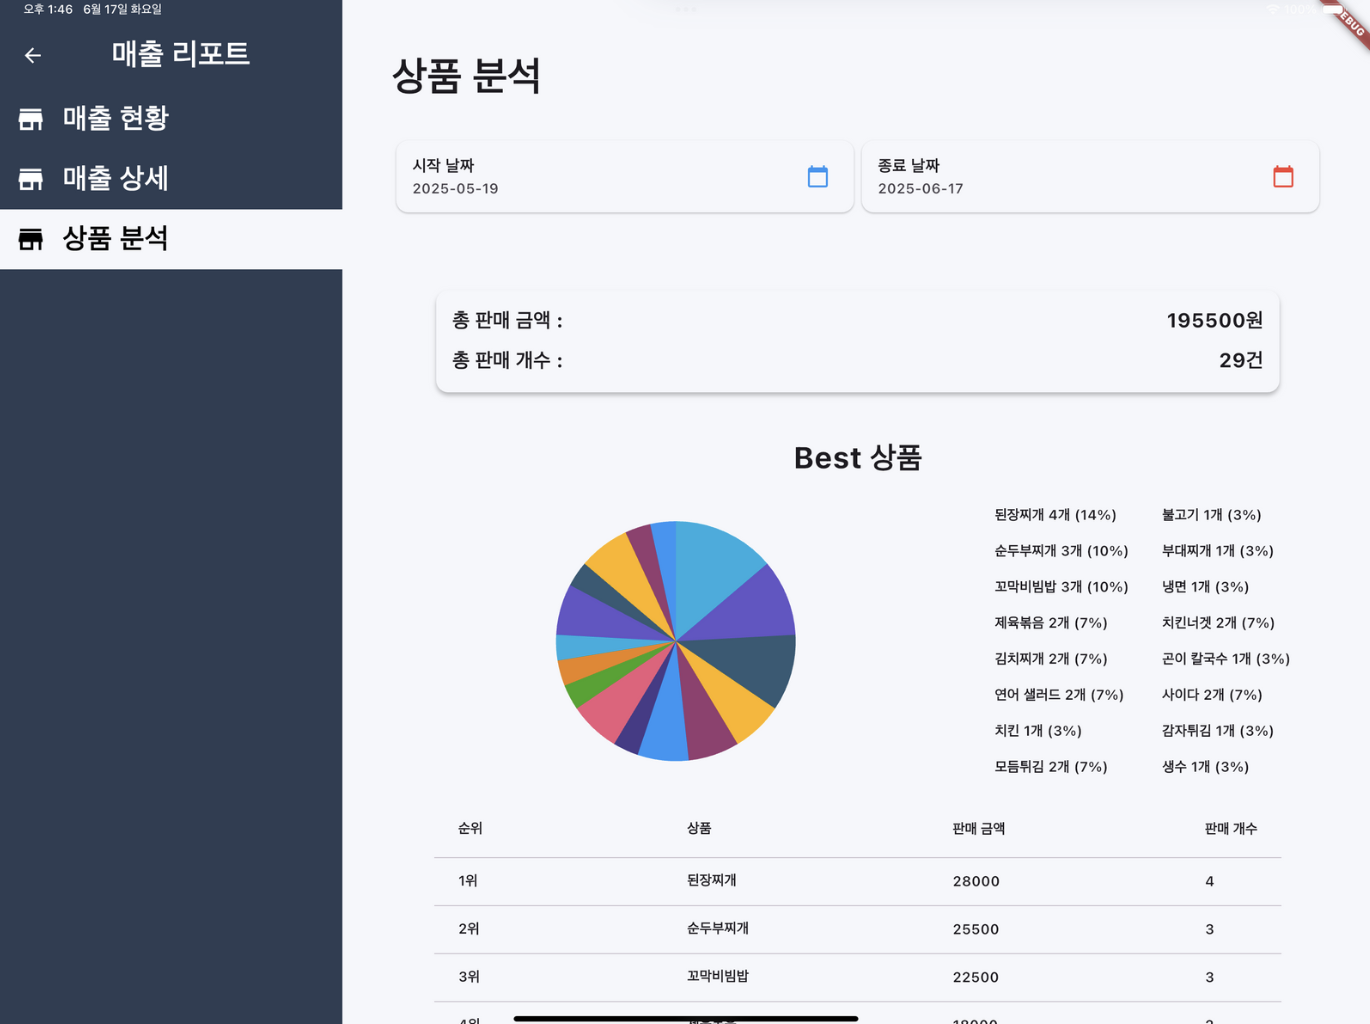 오후 1:46 6월 17일 화요일
100%
매출 리포트
매출 현황
매출 상세
상품 분석
상품 분석
시작 날짜
2025-05-19
종료 날짜
2025-06-17
총 판매 금액 : 195500원
총 판매 개수 : 29건
Best 상품
된장찌개 4개 (14%) 불고기 1개 (3%)
순두부찌개 3개 (10%) 부대찌개 1개 (3%)
꼬막비빔밥 3개 (10%) 냉면 1개 (3%)
제육볶음 2개 (7%) 치킨너겟 2개 (7%)
김치찌개 2개 (7%) 곤이 칼국수 1개 (3%)
연어 샐러드 2개 (7%) 사이다 2개 (7%)
치킨 1개 (3%) 감자튀김 1개 (3%)
모듬튀김 2개 (7%) 생수 1개 (3%)
순위 상품 판매 금액 판매 개수
1위 된장찌개 28000 4
2위 순두부찌개 25500 3
3위 꼬막비빔밥 22500 3